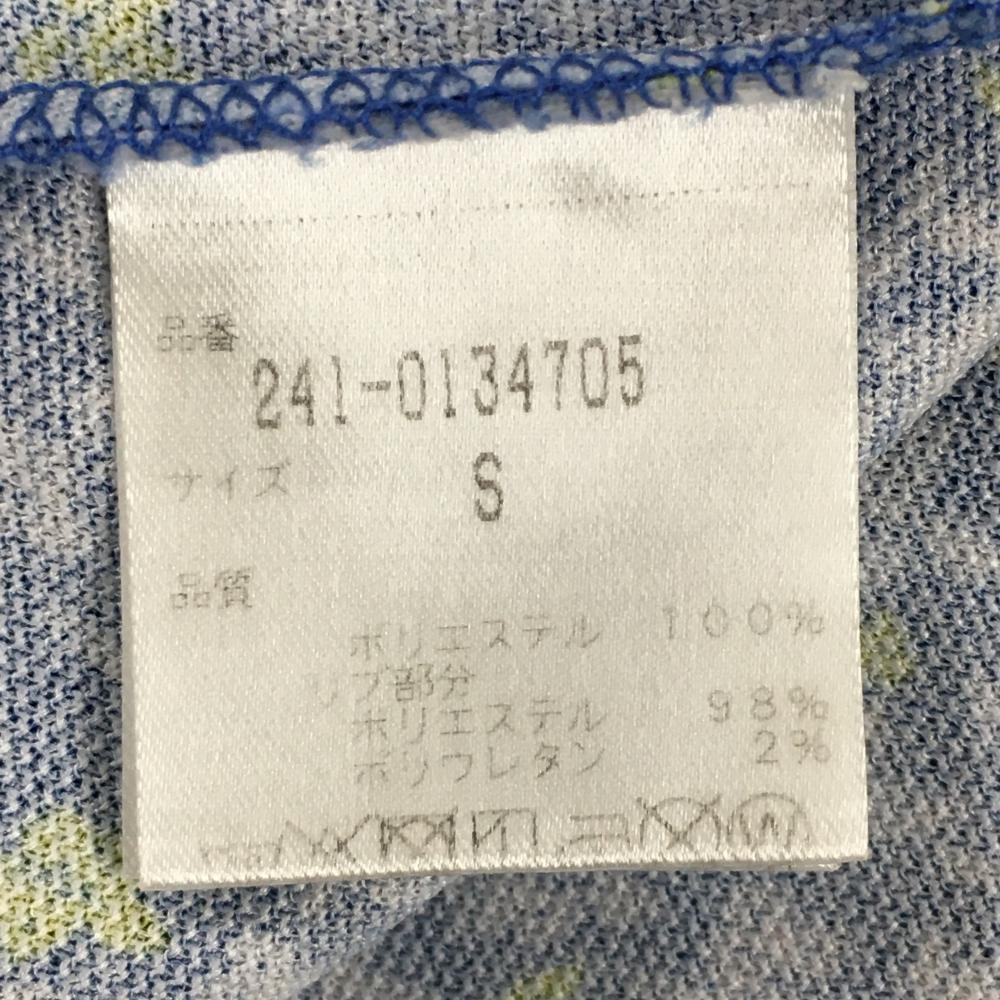 品番
241-0134705
サイズ S
品質
ポリエステル 100%
リブ部分
ポリエステル 98%
ポリウレタン 2%